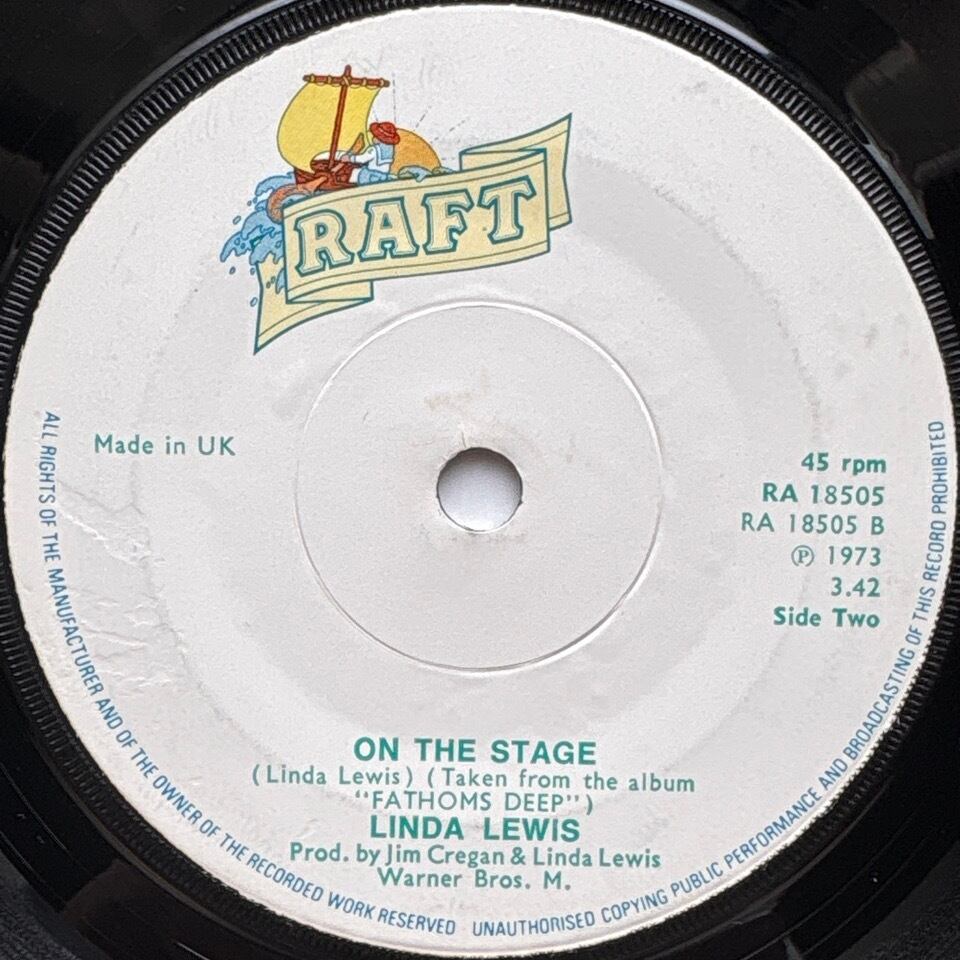 RAFT
Made in UK
45 rpm
RA 18505
RA 18505 B
Ⓟ 1973
3.42
Side Two
ON THE STAGE
(Linda Lewis) (Taken from the album
"FATHOMS DEEP")
LINDA LEWIS
Prod. by Jim Cregan & Linda Lewis
Warner Bros. M.
ALL RIGHTS OF THE MANUFACTURER AND OF THE OWNER OF THE RECORDED WORK RESERVED UNAUTHORISED COPYING PUBLIC PERFORMANCE AND BROADCASTING OF THIS RECORD PROHIBITED